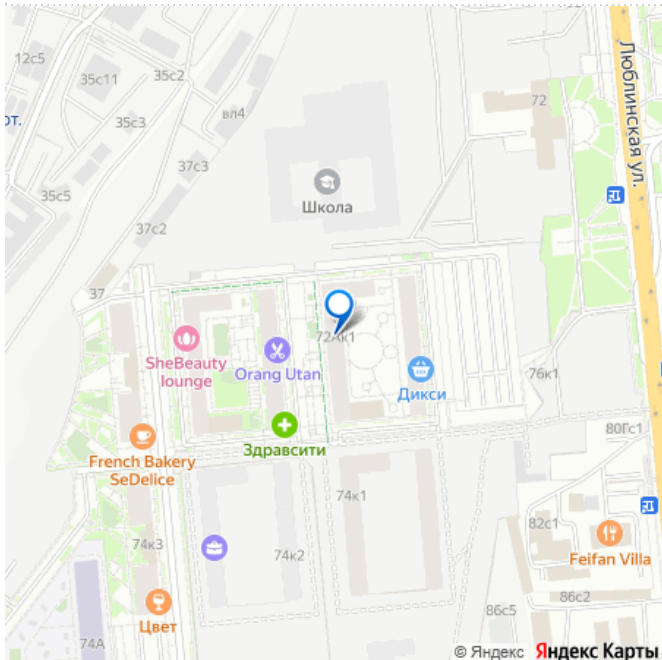 12с5
35с11
35с2
72
Люблинская ул.
от.
35с3
вл4
37с3
35с5
Школа
37с2
37
72Ак1
SheBeauty
lounge
Orang Utan
Дикси
76к1
80Гс1
Здравсити
French Bakery
SeDelice
74к1
82с1
74к3
74к2
Feifan Villa
86с2
86с5
Цвет
74А
© Яндекс Яндекс Карты